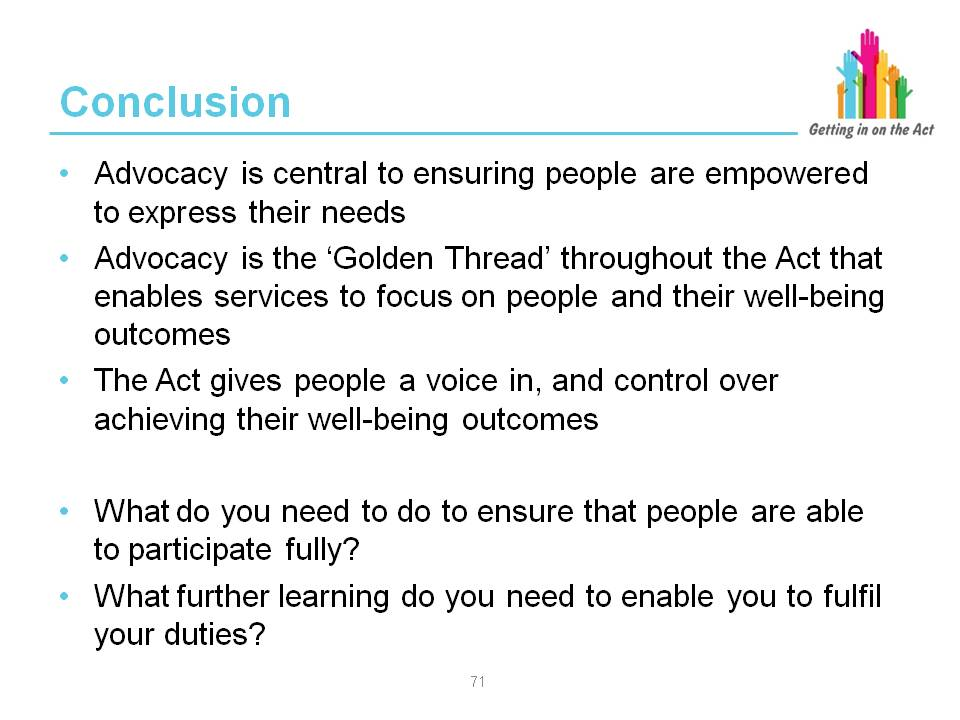 Getting in on the Act
Conclusion
• Advocacy is central to ensuring people are empowered
to express their needs
• Advocacy is the ‘Golden Thread’ throughout the Act that
enables services to focus on people and their well-being
outcomes
• The Act gives people a voice in, and control over
achieving their well-being outcomes
• What do you need to do to ensure that people are able
to participate fully?
• What further learning do you need to enable you to fulfil
your duties?
71